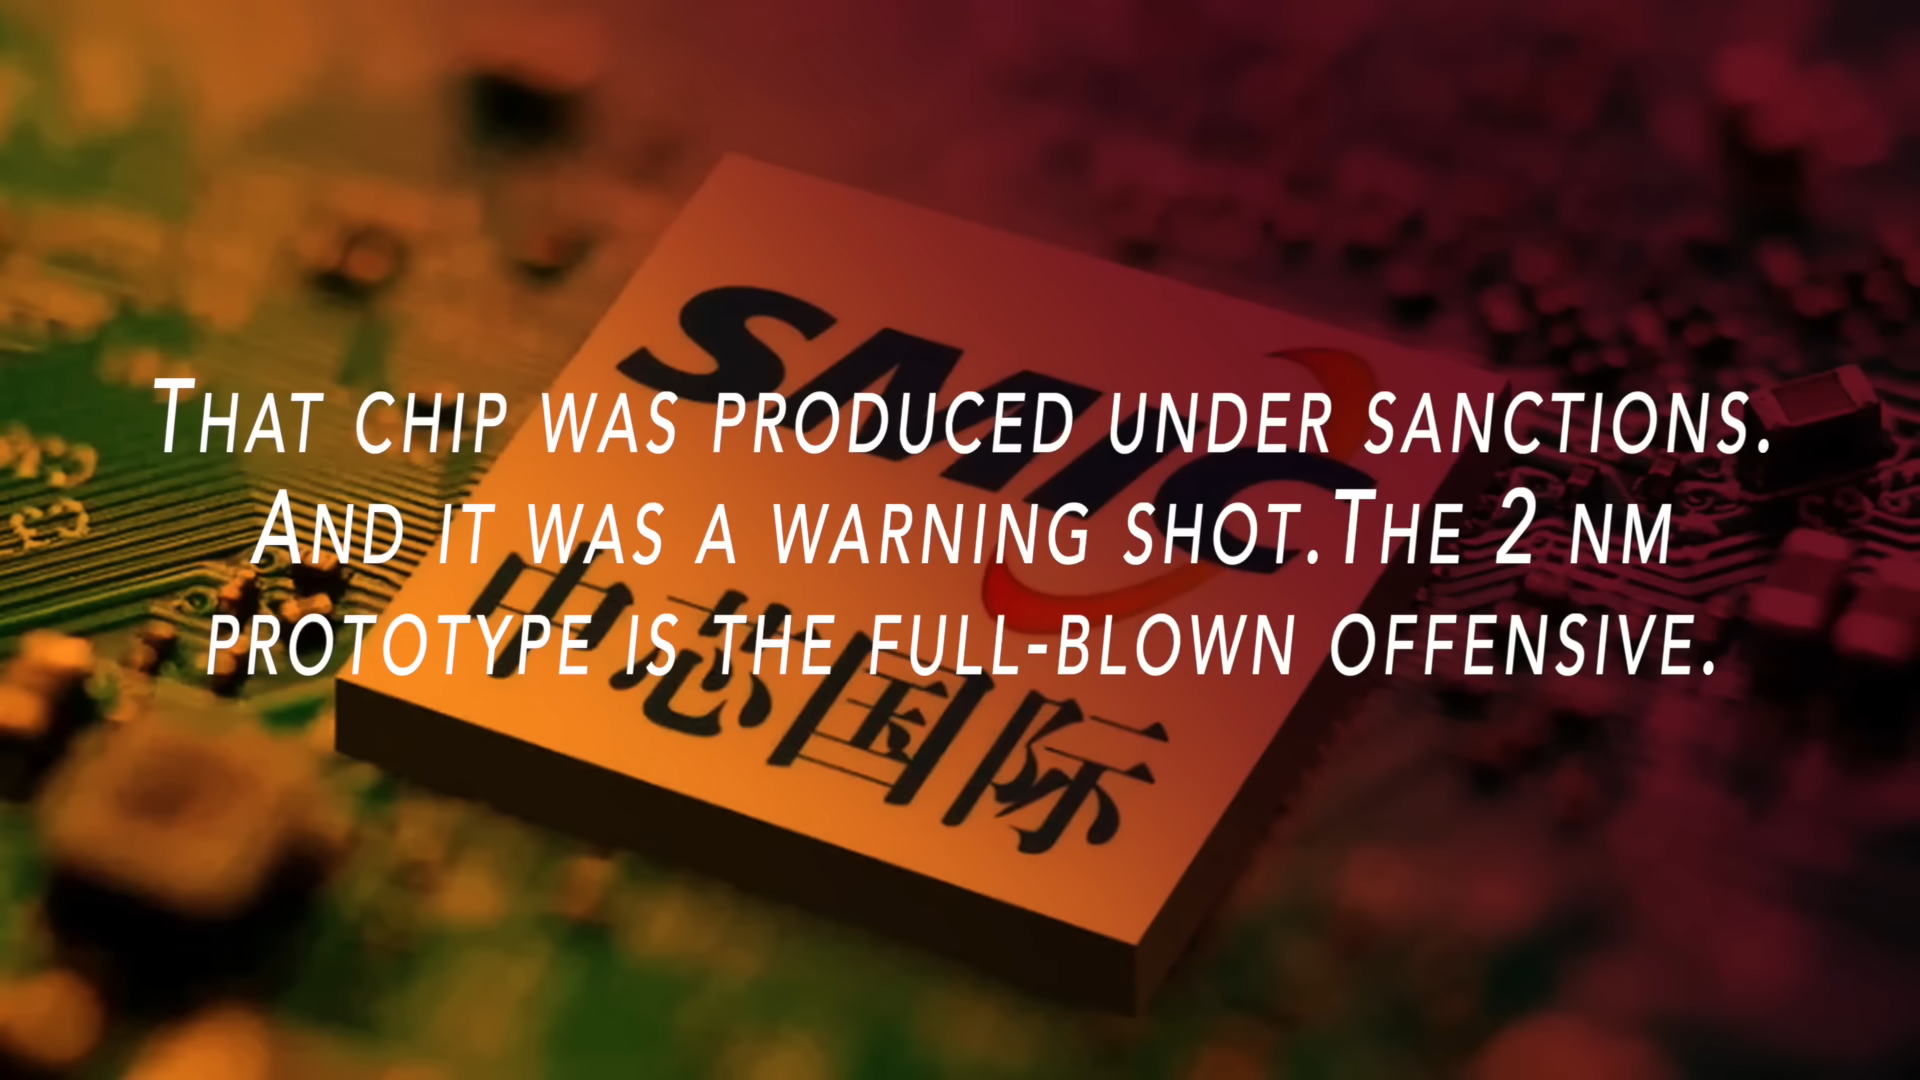 SMIC
THAT CHIP WAS PRODUCED UNDER SANCTIONS.
AND IT WAS A WARNING SHOT.THE 2 NM
PROTOTYPE IS THE FULL-BLOWN OFFENSIVE.
中芯国际